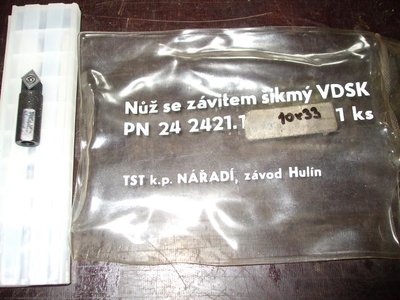 Nůž se závitem šikmý VDSK
PN 24 2421.1 10x33 1 ks
TST k.p. NÁŘADÍ, závod Hulín